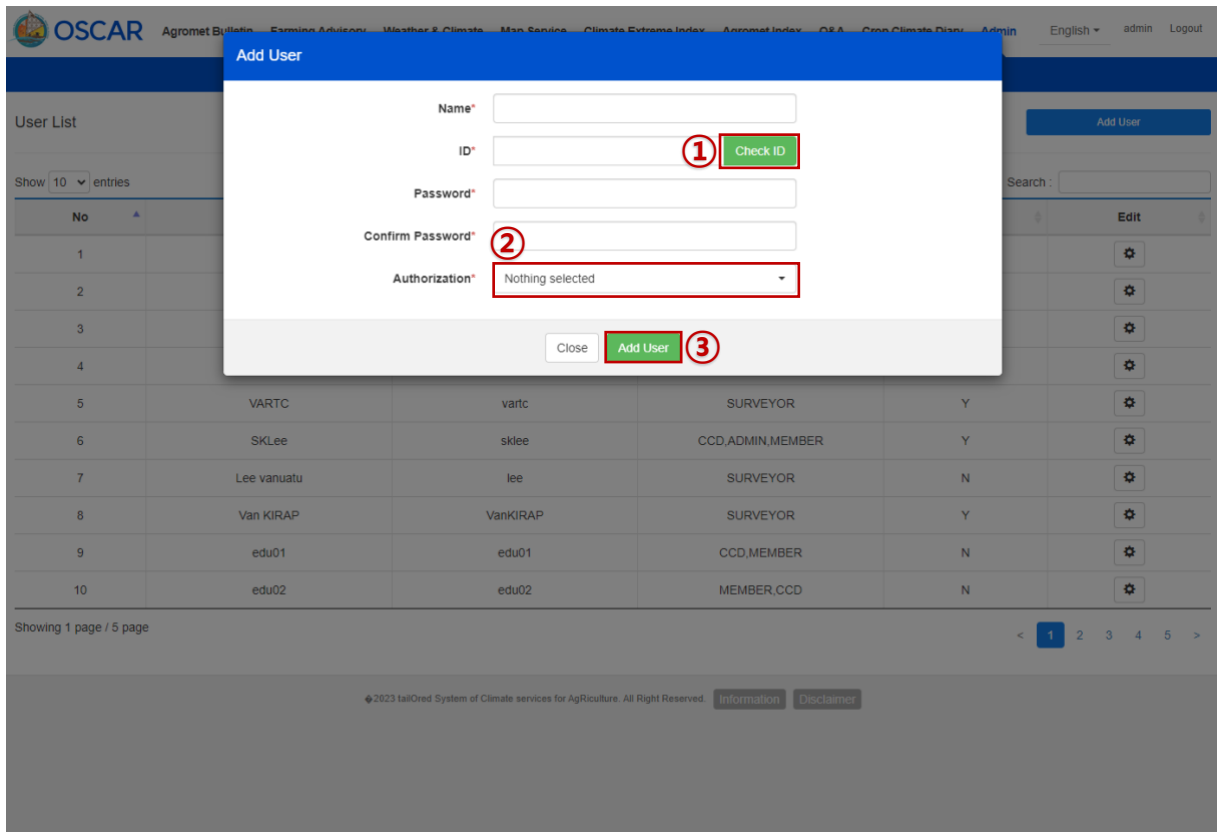 OSCAR Agromet Bulletin Farming Advisory Weather & Climate Map Service Climate Extreme Index Agromet Index Q&A Crop Climate Diary Admin English admin Logout
Add User
Name*
User List
Add User
ID*
① Check ID
Show 10 entries
Search :
Password*
No
Edit
Confirm Password*
②
1
Authorization* Nothing selected
2
3
Close Add User ③
4
5 VARTC vartc SURVEYOR Y
6 SKLee sklee CCD,ADMIN,MEMBER Y
7 Lee vanuatu lee SURVEYOR N
8 Van KIRAP VanKIRAP SURVEYOR Y
9 edu01 edu01 CCD,MEMBER N
10 edu02 edu02 MEMBER,CCD N
Showing 1 page / 5 page
< 1 2 3 4 5 >
�2023 tailOred System of Climate services for AgRiculture. All Right Reserved. Information Disclaimer